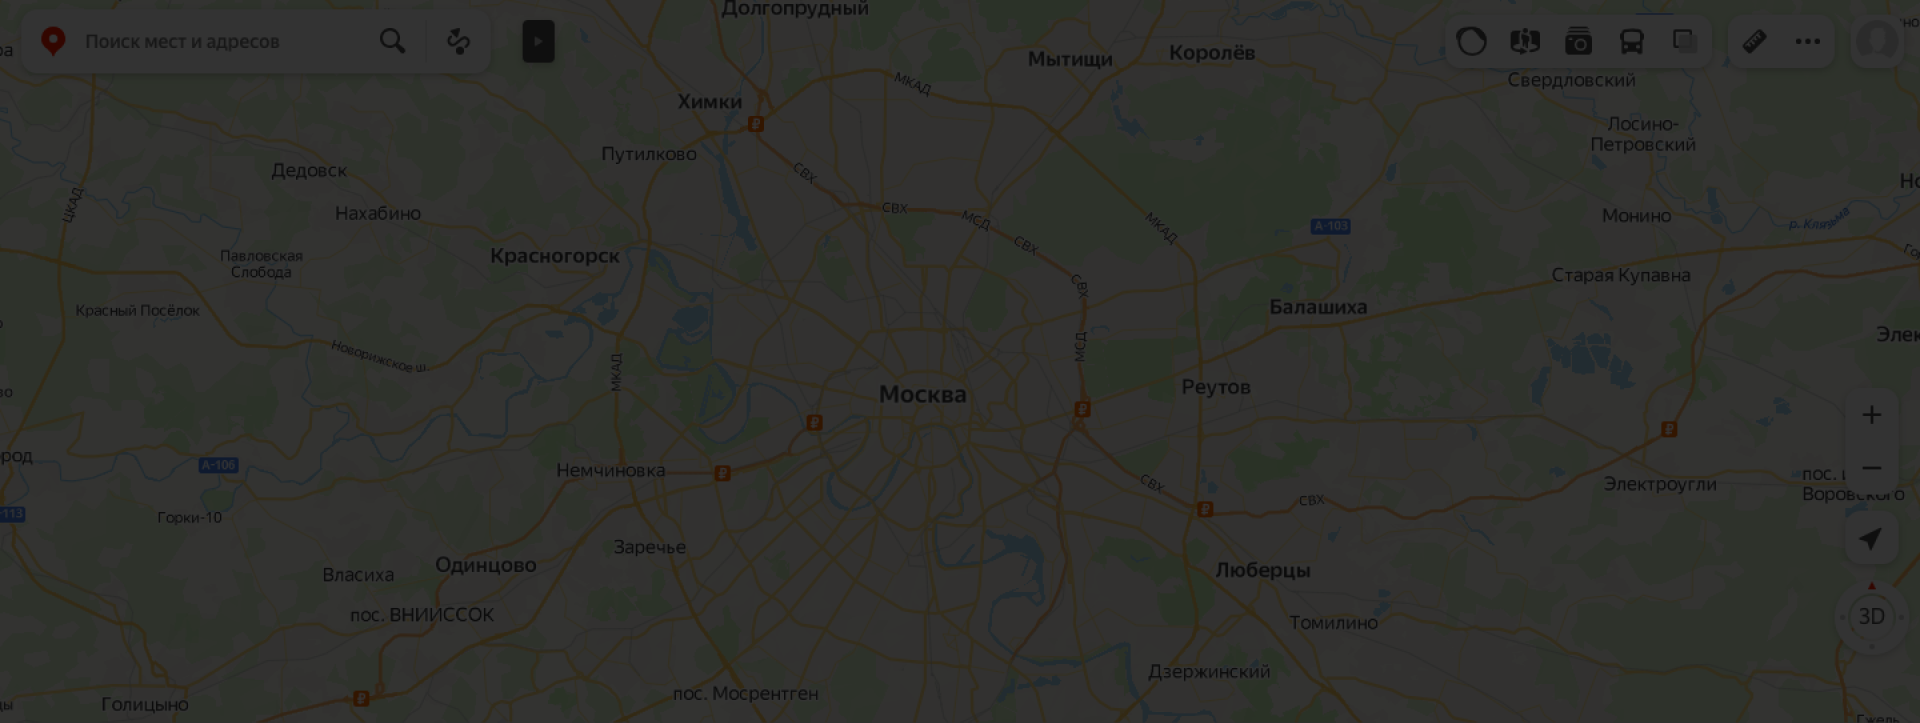 Долгопрудный
Поиск мест и адресов
Мытищи
Королёв
Свердловский
МКАД
Химки
Лосино-
Петровский
Путилково
Дедовск
СВХ
ЦКАД
Нахабино
СВХ
МСД
МКАД
Монино
р. Клязьма
А-103
СВХ
Красногорск
Павловская
Слобода
Старая Купавна
СВХ
Красный Посёлок
Балашиха
Новорижское ш.
МСД
МКАД
Реутов
Москва
+
А-106
Немчиновка
−
пос.
Воровского
СВХ
Электроугли
СВХ
-113
Горки-10
Заречье
Одинцово
Власиха
Люберцы
пос. ВНИИССОК
3D
Томилино
Дзержинский
пос. Мосрентген
Голицыно
Гжель